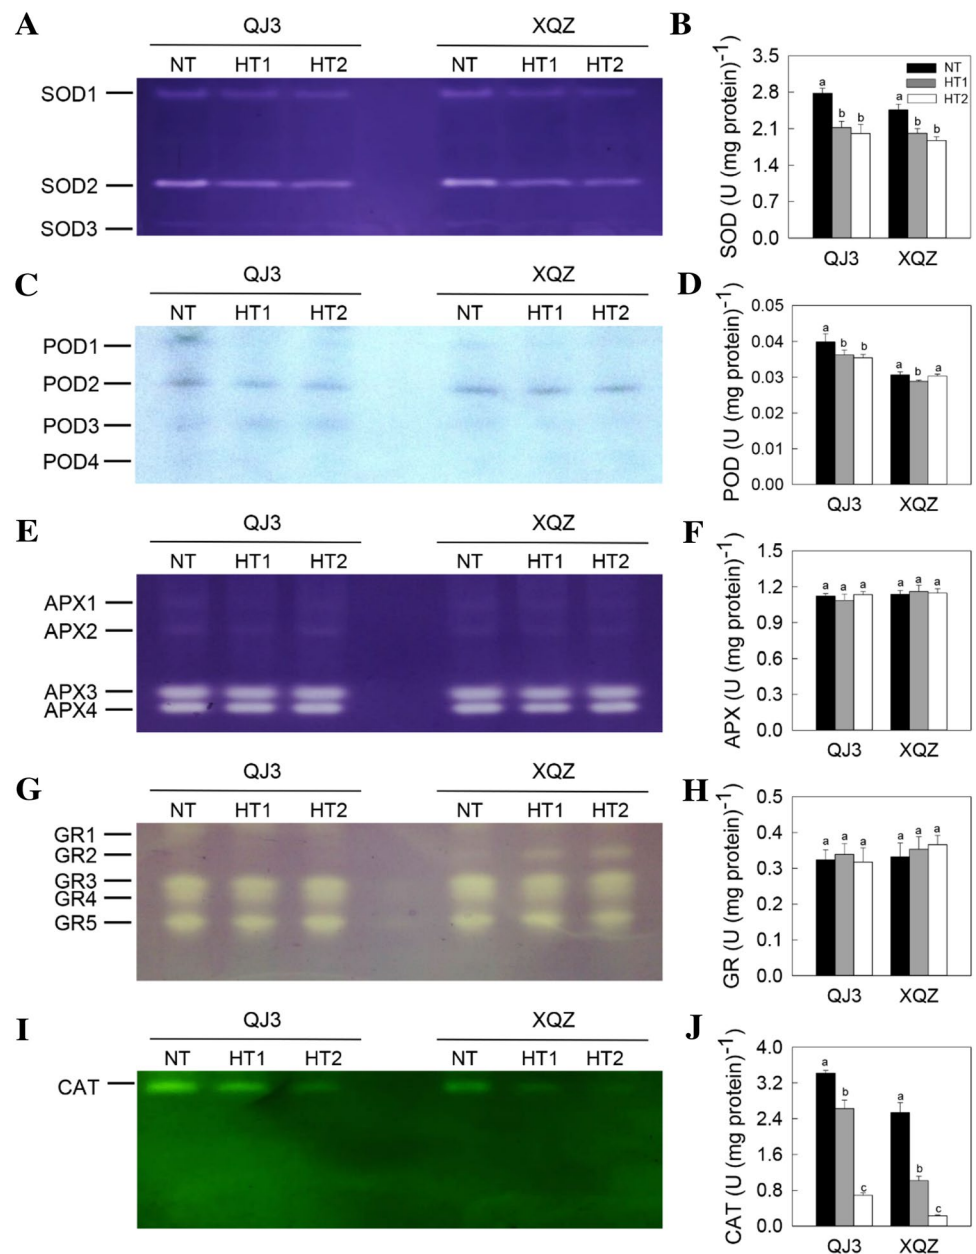 A
QJ3 XQZ
NT HT1 HT2 NT HT1 HT2
SOD1
SOD2
SOD3
B
SOD (U (mg protein)⁻¹)
3.5
2.8
2.1
1.4
0.7
0.0
NT
HT1
HT2
a b b a b b
QJ3 XQZ
C
QJ3 XQZ
NT HT1 HT2 NT HT1 HT2
POD1
POD2
POD3
POD4
D
POD (U (mg protein)⁻¹
0.05
0.04
0.03
0.02
0.01
0.00
a b b a b a
QJ3 XQZ
E
QJ3 XQZ
NT HT1 HT2 NT HT1 HT2
APX1
APX2
APX3
APX4
F
APX (U (mg protein)⁻¹
1.5
1.2
0.9
0.6
0.3
0.0
a a a a a a
QJ3 XQZ
G
QJ3 XQZ
NT HT1 HT2 NT HT1 HT2
GR1
GR2
GR3
GR4
GR5
H
GR (U (mg protein)⁻¹
0.5
0.4
0.3
0.2
0.1
0.0
a a a a a a
QJ3 XQZ
I
QJ3 XQZ
NT HT1 HT2 NT HT1 HT2
CAT
J
CAT (U (mg protein)⁻¹
4.0
3.2
2.4
1.6
0.8
0.0
a b c a b c
QJ3 XQZ